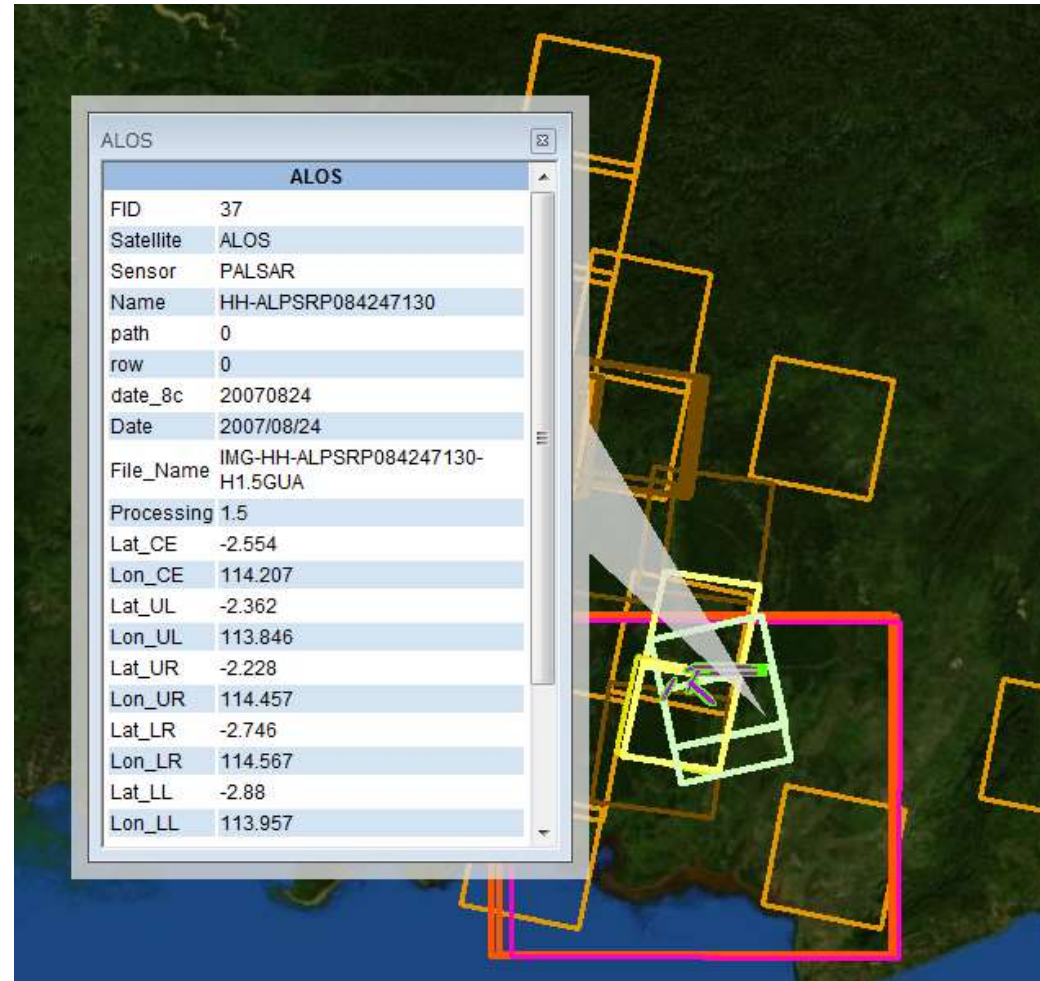 ALOS
ALOS
FID 37
Satellite ALOS
Sensor PALSAR
Name HH-ALPSRP084247130
path 0
row 0
date_8c 20070824
Date 2007/08/24
File_Name IMG-HH-ALPSRP084247130-
H1.5GUA
Processing 1.5
Lat_CE -2.554
Lon_CE 114.207
Lat_UL -2.362
Lon_UL 113.846
Lat_UR -2.228
Lon_UR 114.457
Lat_LR -2.746
Lon_LR 114.567
Lat_LL -2.88
Lon_LL 113.957